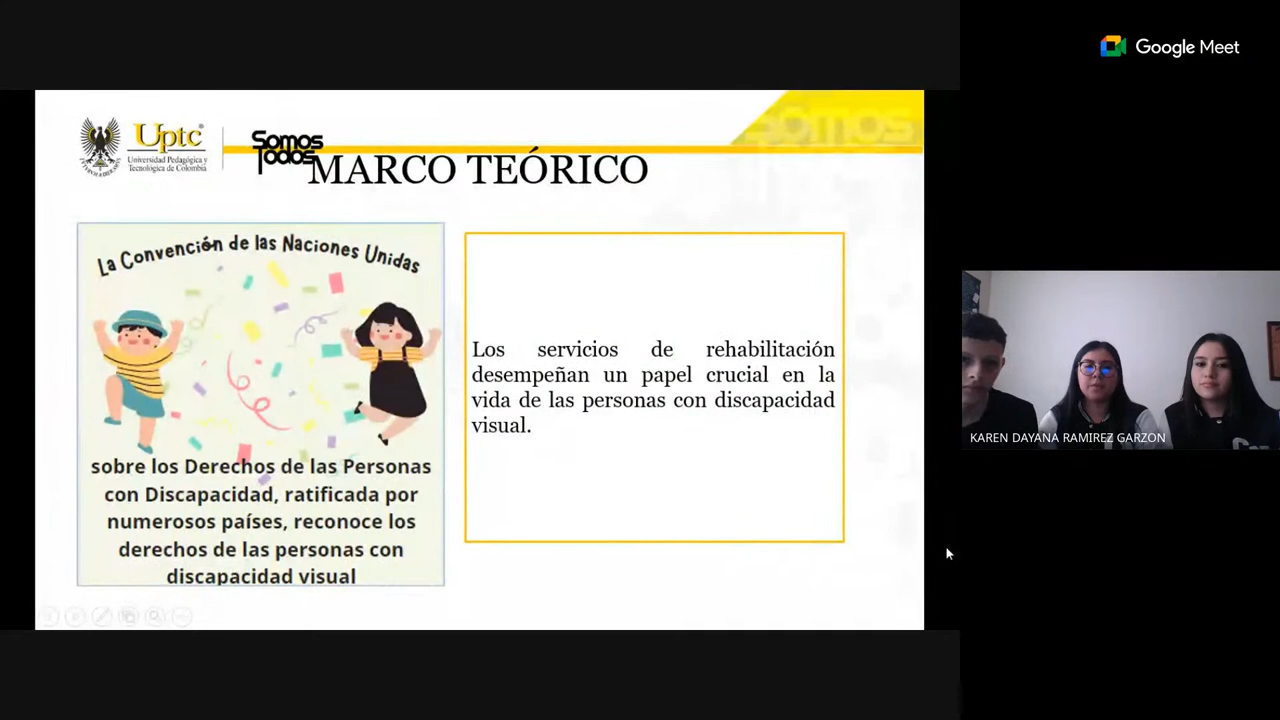 Google Meet
Somos
Uptc
Universidad Pedagógica y
Tecnológica de Colombia
Somos
Todos
MARCO TEÓRICO
La Convención de las Naciones Unidas
sobre los Derechos de las Personas
con Discapacidad, ratificada por
numerosos países, reconoce los
derechos de las personas con
discapacidad visual
Los servicios de rehabilitación
desempeñan un papel crucial en la
vida de las personas con discapacidad
visual.
KAREN DAYANA RAMIREZ GARZON